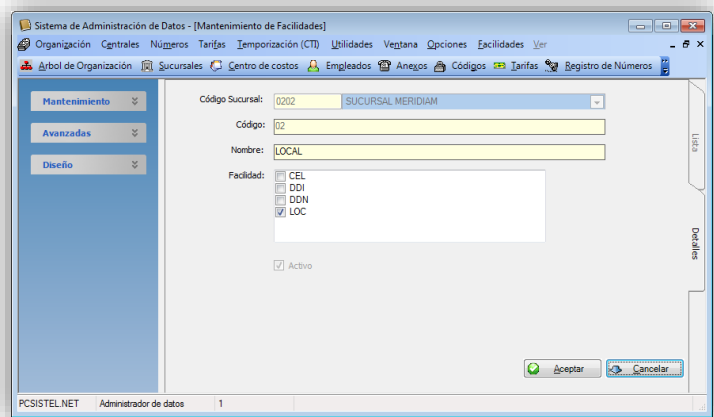 Sistema de Administración de Datos - [Mantenimiento de Facilidades]
Organización Centrales Números Tarifas Temporización (CTI) Utilidades Ventana Opciones Facilidades Ver
Arbol de Organización Sucursales Centro de costos Empleados Anexos Códigos Tarifas Registro de Números
Mantenimiento
Avanzadas
Diseño
Código Sucursal: 0202 SUCURSAL MERIDIAM
Código: 02
Nombre: LOCAL
Facilidad: CEL
DDI
DDN
LOC
Activo
Lista
Detalles
Aceptar Cancelar
PCSISTEL.NET Administrador de datos 1